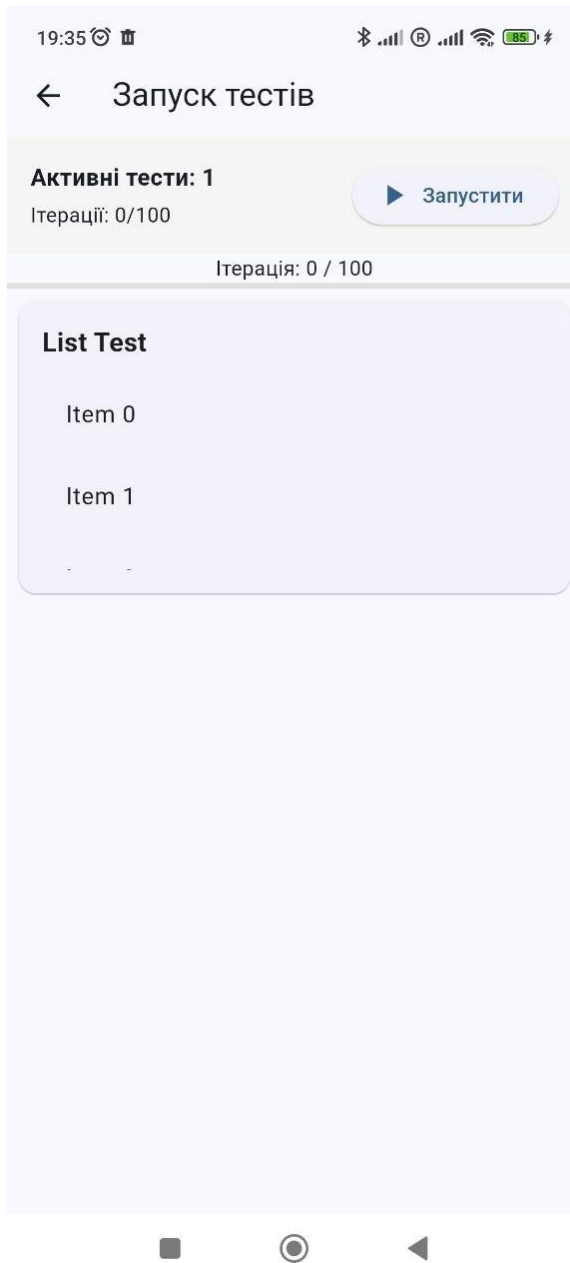 19:35
R
85
Запуск тестів
Активні тести: 1
Ітерації: 0/100
Запустити
Ітерація: 0 / 100
List Test
Item 0
Item 1